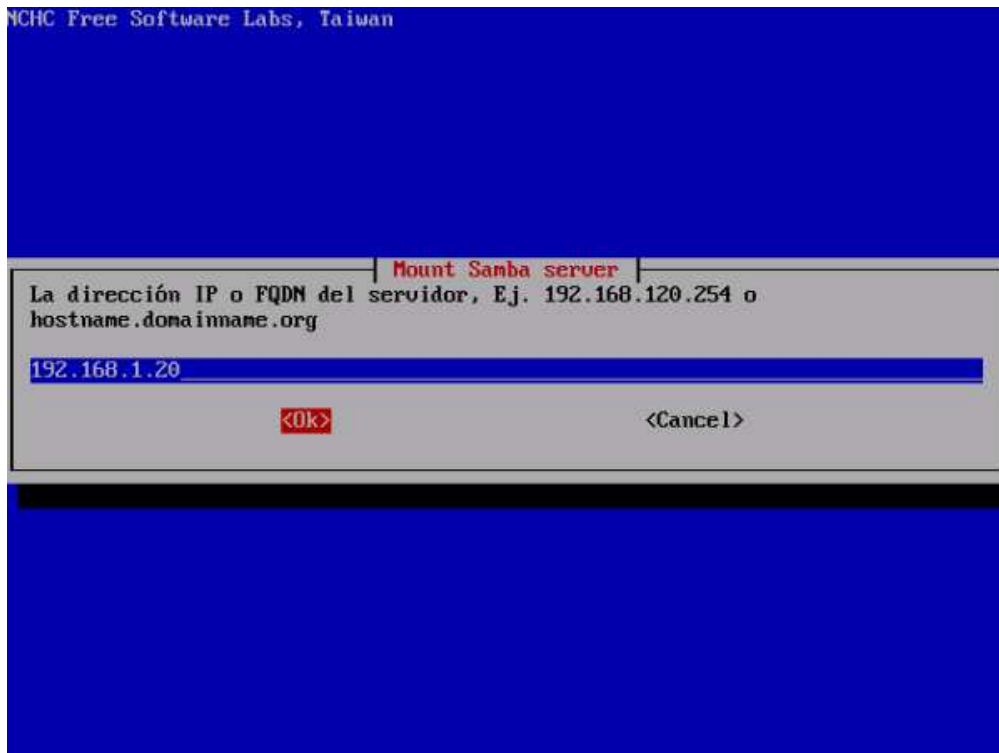 NCHC Free Software Labs, Taiwan
Mount Samba server
La dirección IP o FQDN del servidor, Ej. 192.168.120.254 o
hostname.domainname.org
192.168.1.20
<Ok> <Cancel>